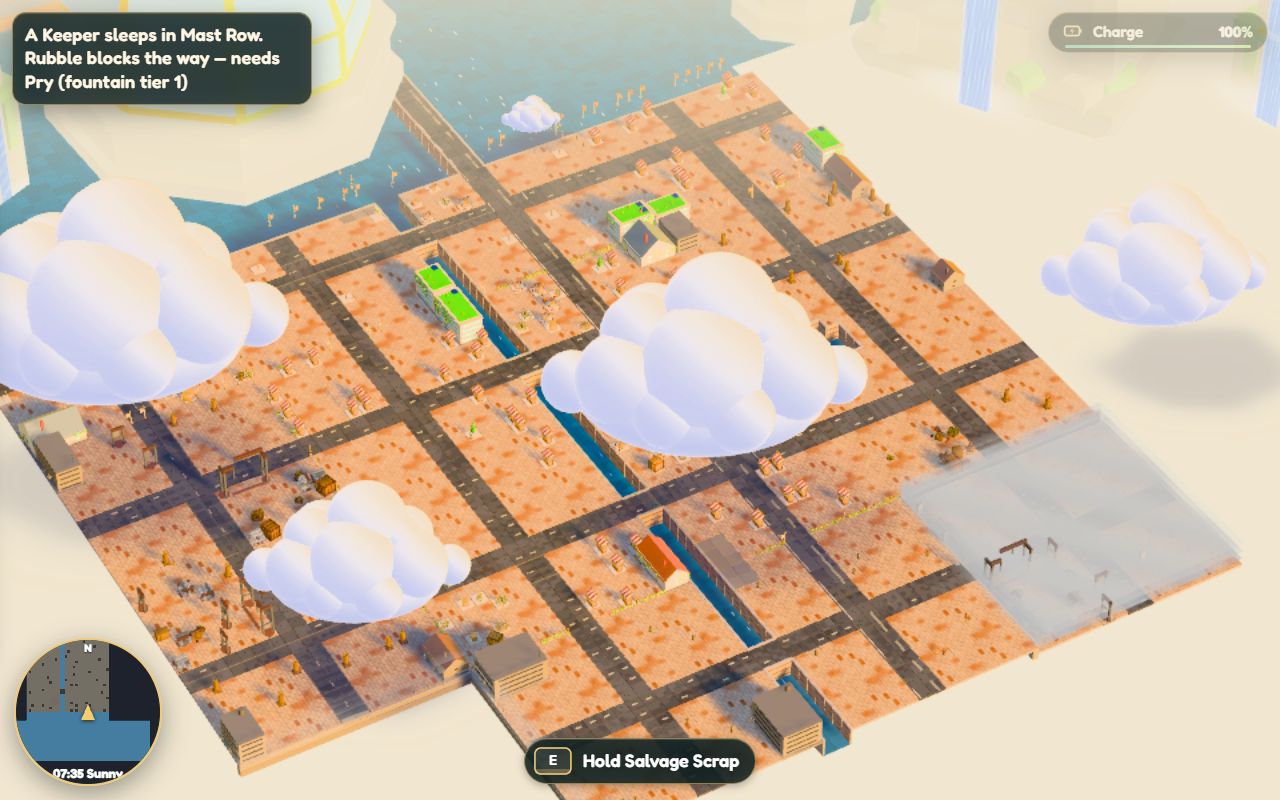 A Keeper sleeps in Mast Row.
Rubble blocks the way — needs
Pry (fountain tier 1)
Charge 100%
N
07:35 Sunny
E Hold Salvage Scrap